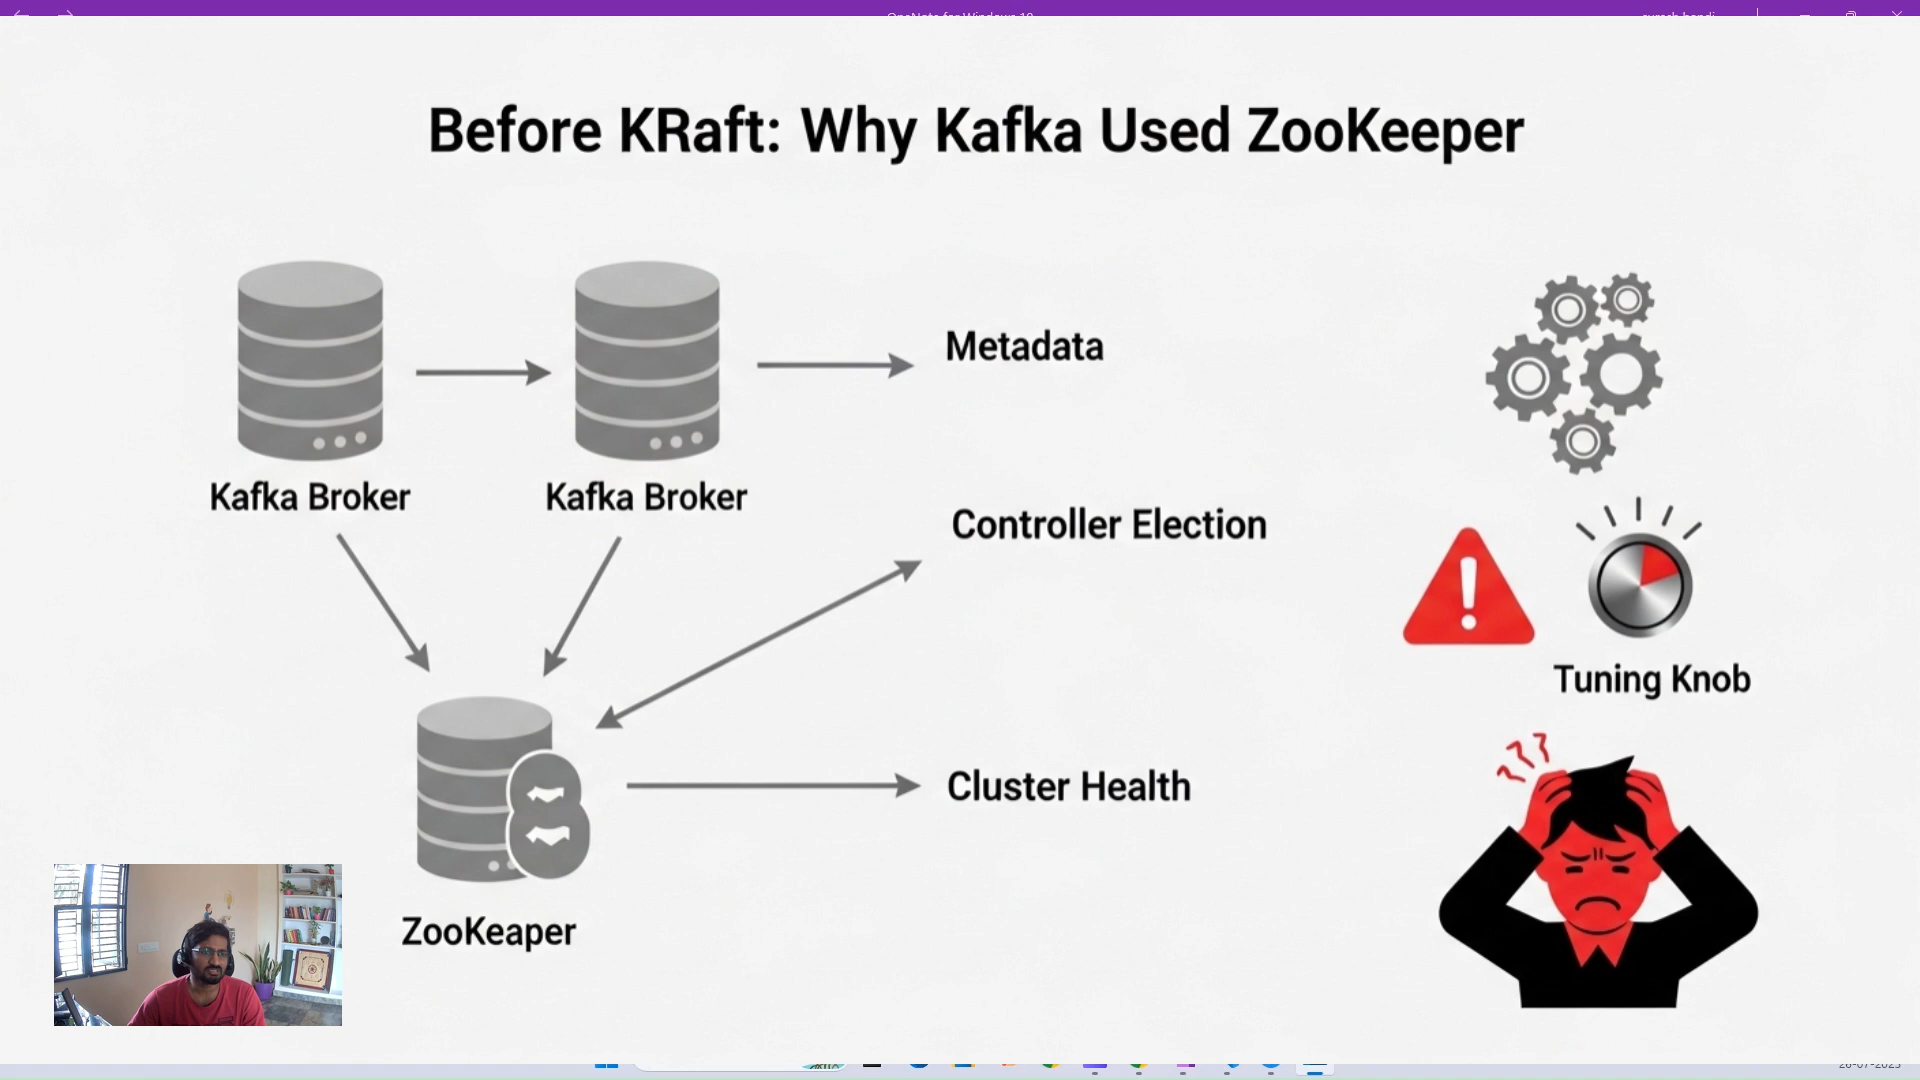 Before KRaft: Why Kafka Used ZooKeeper
Metadata
Kafka Broker
Kafka Broker
Controller Election
Tuning Knob
Cluster Health
ZooKeaper